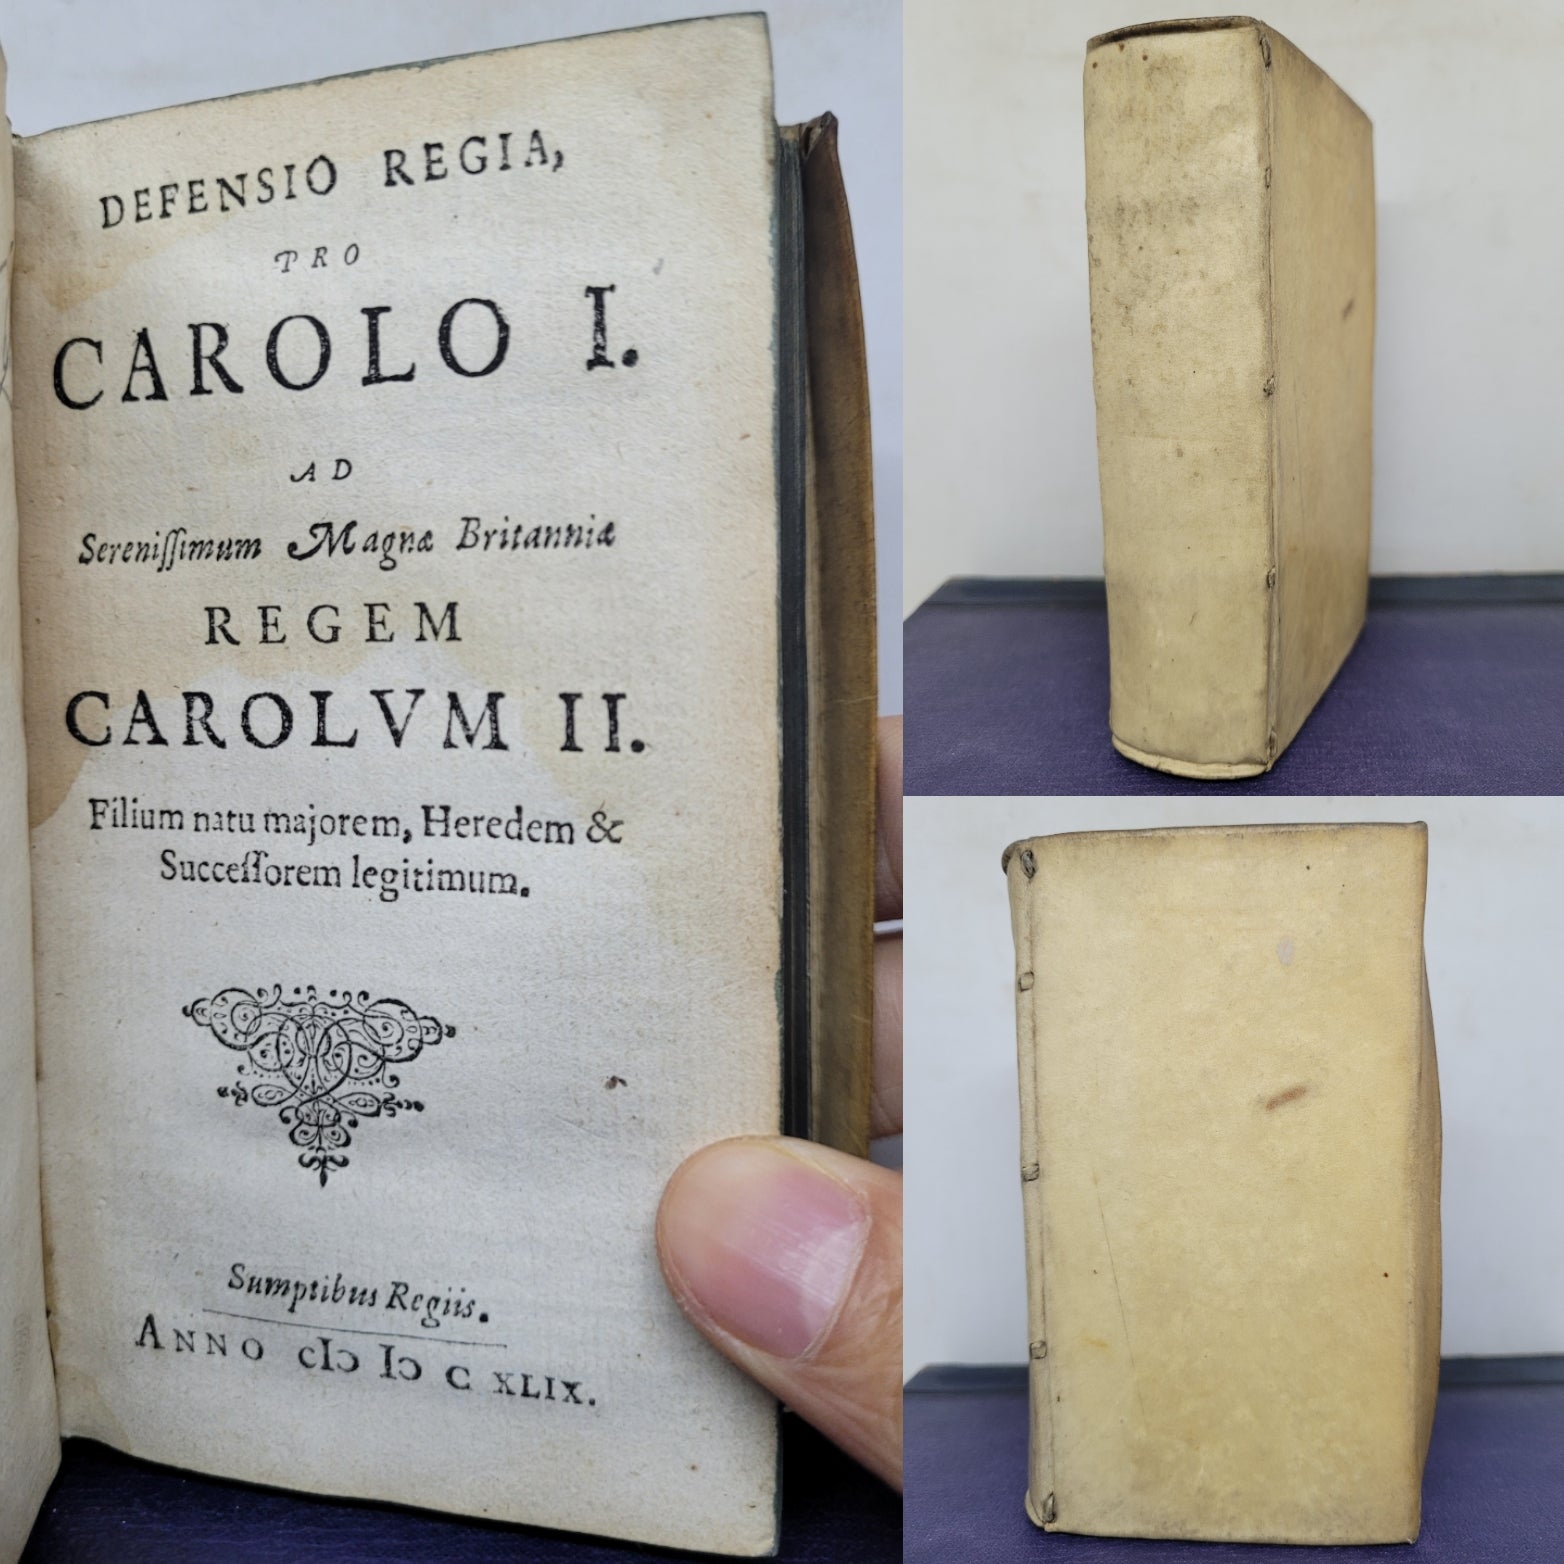 DEFENSIO REGIA,
PRO
CAROLO I.
AD
Sereniſſimum Magnæ Britanniæ
REGEM
CAROLVM II.
Filium natu majorem, Heredem &
Succeſſorem legitimum.
Sumptibus Regiis.
ANNO cIↄ Iↄ C XLIX.